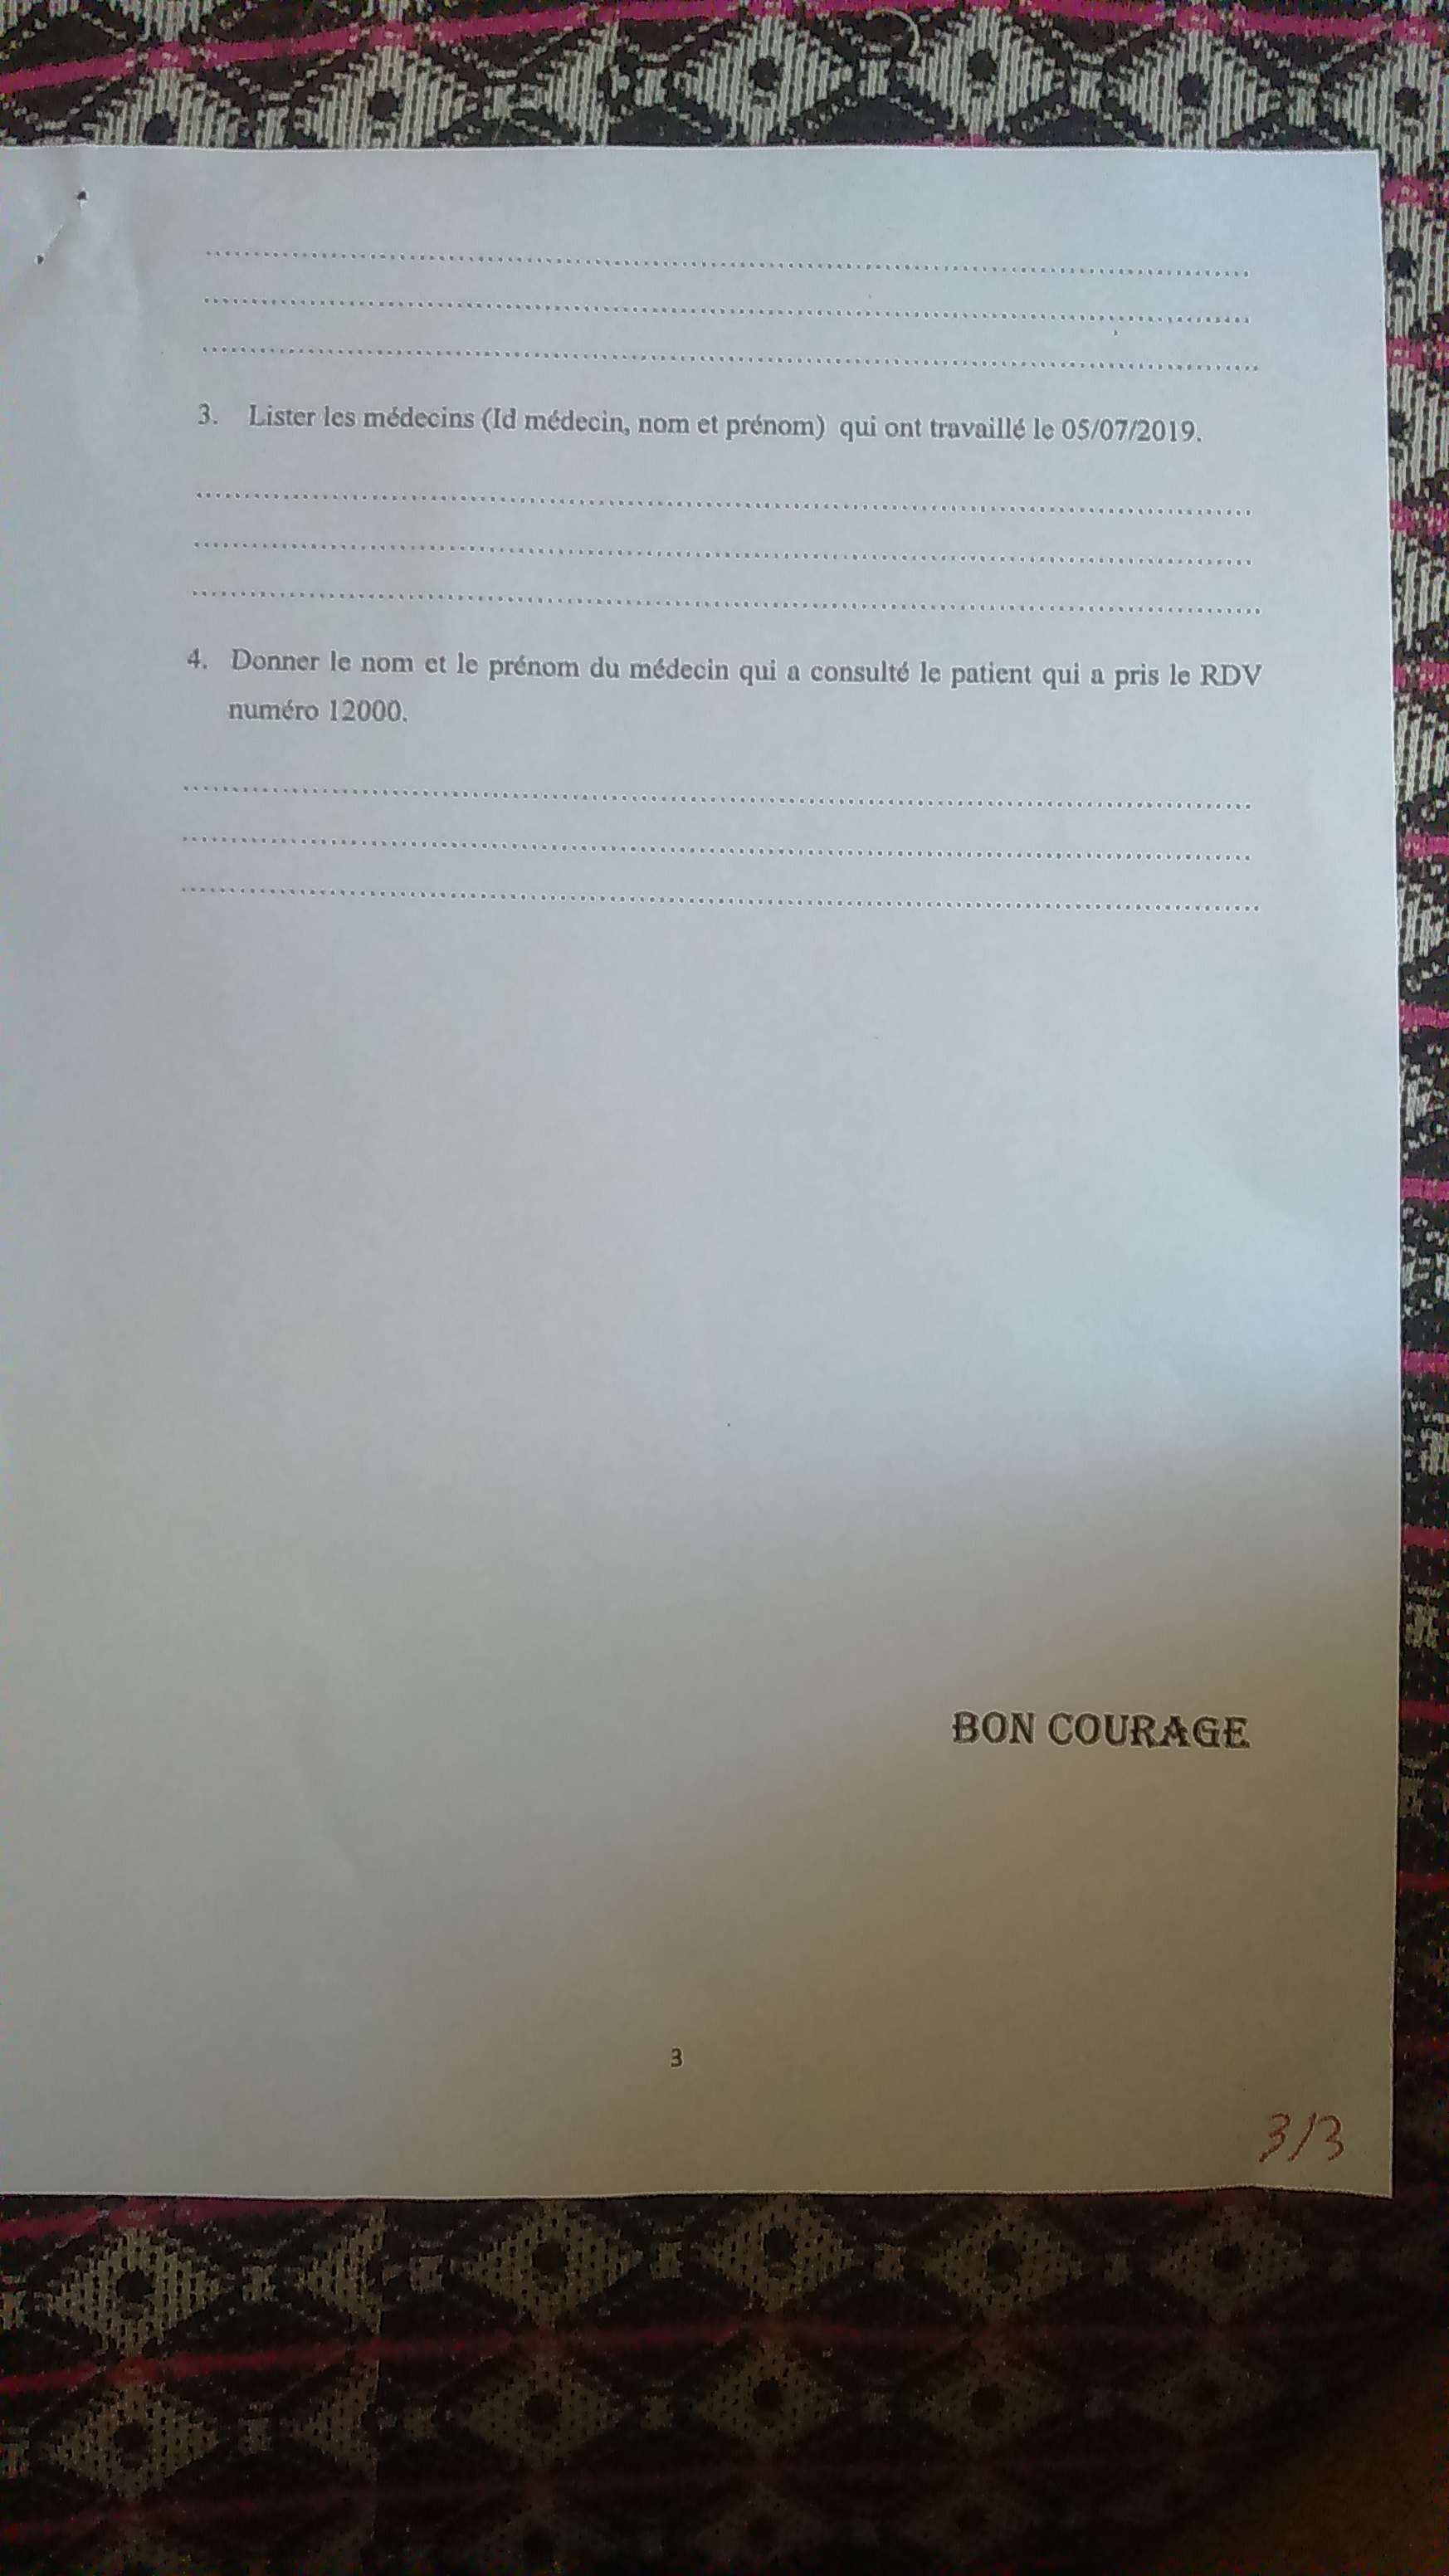 3. Lister les médecins (Id médecin, nom et prénom) qui ont travaillé le 05/07/2019.
4. Donner le nom et le prénom du médecin qui a consulté le patient qui a pris le RDV
numéro 12000.
BON COURAGE
3
3/3